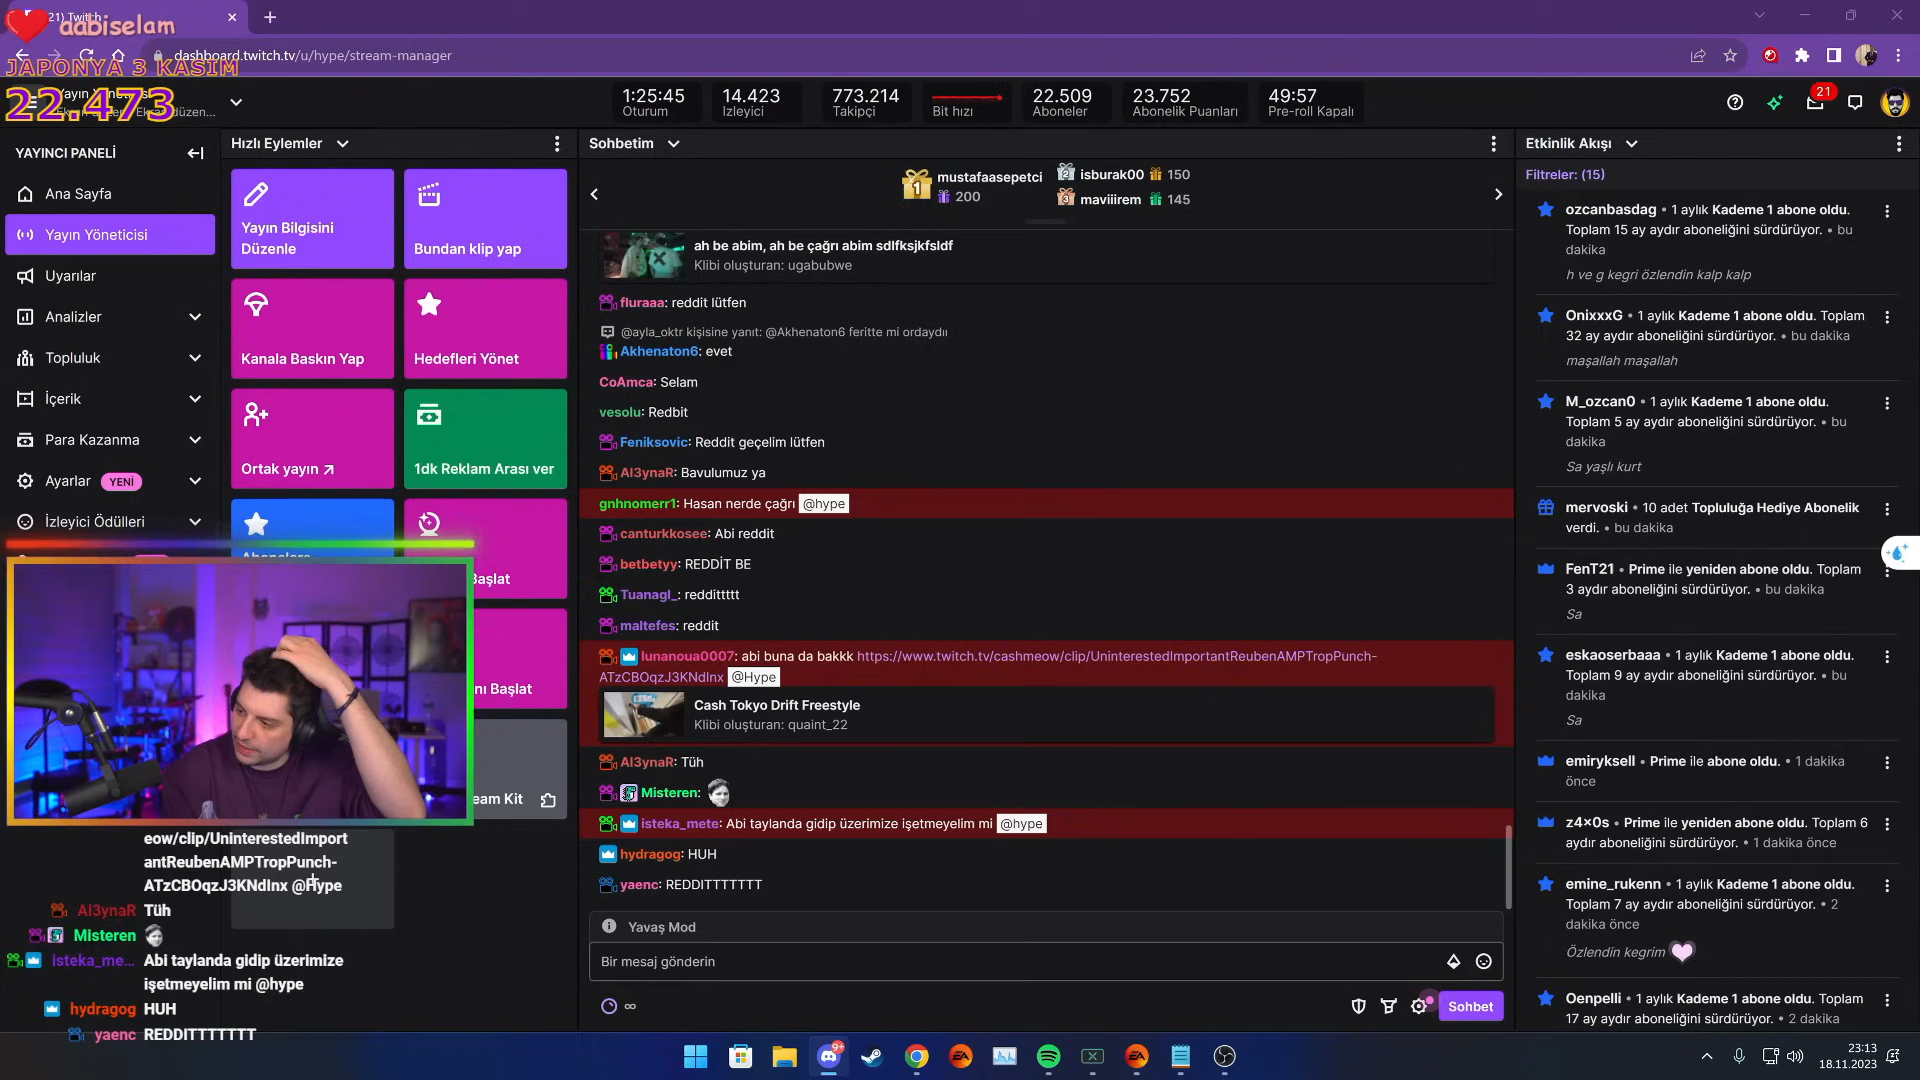 21) Twitch
aabiselam
dashboard.twitch.tv/u/hype/stream-manager
JAPONYA 3 KASIM
22.473
Ekran düzen...
1:25:45
Oturum
14.423
İzleyici
773.214
Takipçi
Bit hızı
22.509
Aboneler
23.752
Abonelik Puanları
49:57
Pre-roll Kapalı
21
YAYINCI PANELİ
Ana Sayfa
Yayın Yöneticisi
Uyarılar
Analizler
Topluluk
İçerik
Para Kazanma
Ayarlar YENİ
İzleyici Ödülleri
Hızlı Eylemler
Yayın Bilgisini
Düzenle
Bundan klip yap
Kanala Baskın Yap
Hedefleri Yönet
Ortak yayın
1dk Reklam Arası ver
Başlat
nı Başlat
eam Kit
eow/clip/UninterestedImport
antReubenAMPTropPunch-
ATzCBOqzJ3KNdInx @Hype
Al3ynaR Tüh
Misteren
isteka_me... Abi taylanda gidip üzerimize
işetmeyelim mi @hype
hydragog HUH
yaenc REDDITTTTTTT
Sohbetim
1 mustafaasepetci
200
2 isburak00 150
3 maviiirem 145
ah be abim, ah be çağrı abim sdlfksjkfsldf
Klibi oluşturan: ugabubwe
fluraaa: reddit lütfen
@ayla_oktr kişisine yanıt: @Akhenaton6 feritte mi ordaydıı
Akhenaton6: evet
CoAmca: Selam
vesolu: Redbit
Feniksovic: Reddit geçelim lütfen
Al3ynaR: Bavulumuz ya
gnhnomerr1: Hasan nerde çağrı @hype
canturkkosee: Abi reddit
betbetyy: REDDİT BE
Tuanagl_: redditttttt
maltefes: reddit
lunanoua0007: abi buna da bakkk https://www.twitch.tv/cashmeow/clip/UninterestedImportantReubenAMPTropPunch-
ATzCBOqzJ3KNdInx @Hype
Cash Tokyo Drift Freestyle
Klibi oluşturan: quaint_22
Al3ynaR: Tüh
Misteren:
isteka_mete: Abi taylanda gidip üzerimize işetmeyelim mi @hype
hydragog: HUH
yaenc: REDDITTTTTTT
Yavaş Mod
Bir mesaj gönderin
Sohbet
Etkinlik Akışı
Filtreler: (15)
ozcanbasdag • 1 aylık Kademe 1 abone oldu.
Toplam 15 ay aydır aboneliğini sürdürüyor. • bu
dakika
h ve g kegri özlendin kalp kalp
OnixxxG • 1 aylık Kademe 1 abone oldu. Toplam
32 ay aydır aboneliğini sürdürüyor. • bu dakika
maşallah maşallah
M_ozcan0 • 1 aylık Kademe 1 abone oldu.
Toplam 5 ay aydır aboneliğini sürdürüyor. • bu
dakika
Sa yaşlı kurt
mervoski • 10 adet Topluluğa Hediye Abonelik
verdi. • bu dakika
FenT21 • Prime ile yeniden abone oldu. Toplam
3 aydır aboneliğini sürdürüyor. • bu dakika
Sa
eskaoserbaaa • 1 aylık Kademe 1 abone oldu.
Toplam 9 ay aydır aboneliğini sürdürüyor. • bu
dakika
Sa
emiryksell • Prime ile abone oldu. • 1 dakika
önce
z4x0s • Prime ile yeniden abone oldu. Toplam 6
aydır aboneliğini sürdürüyor. • 1 dakika önce
emine_rukenn • 1 aylık Kademe 1 abone oldu.
Toplam 7 ay aydır aboneliğini sürdürüyor. • 2
dakika önce
Özlendin kegrim
Oenpelli • 1 aylık Kademe 1 abone oldu. Toplam
17 ay aydır aboneliğini sürdürüyor. • 2 dakika
9+
23:13
18.11.2023